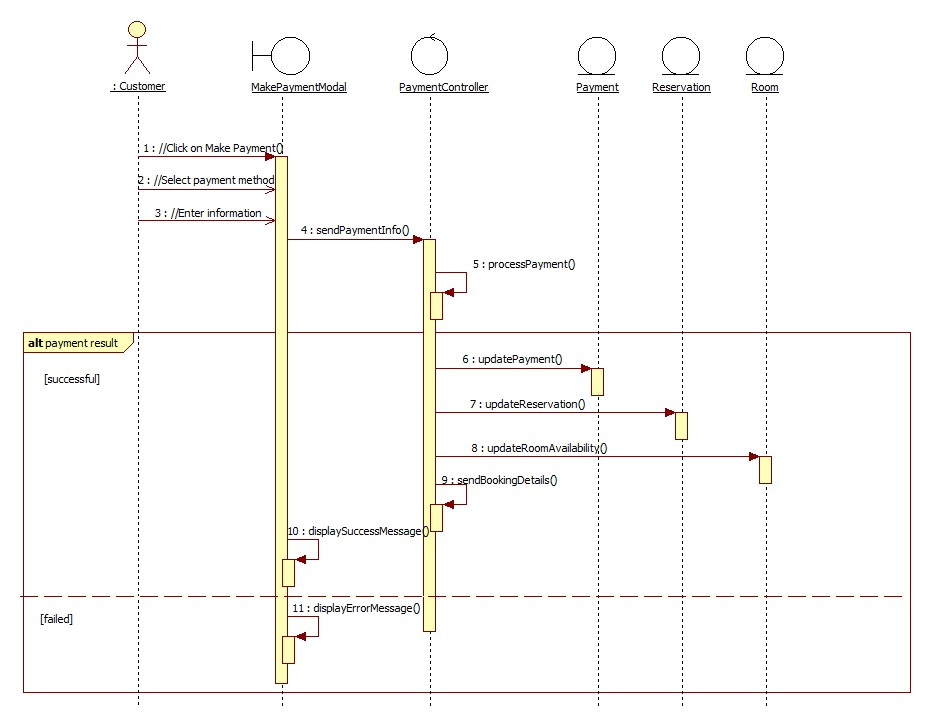 : Customer
MakePaymentModal
PaymentController
Payment
Reservation
Room
1 : //Click on Make Payment()
2 : //Select payment method
3 : //Enter information
4 : sendPaymentInfo()
5 : processPayment()
alt payment result
6 : updatePayment()
[successful]
7 : updateReservation()
8 : updateRoomAvailability()
9 : sendBookingDetails()
10 : displaySuccessMessage()
11 : displayErrorMessage()
[failed]